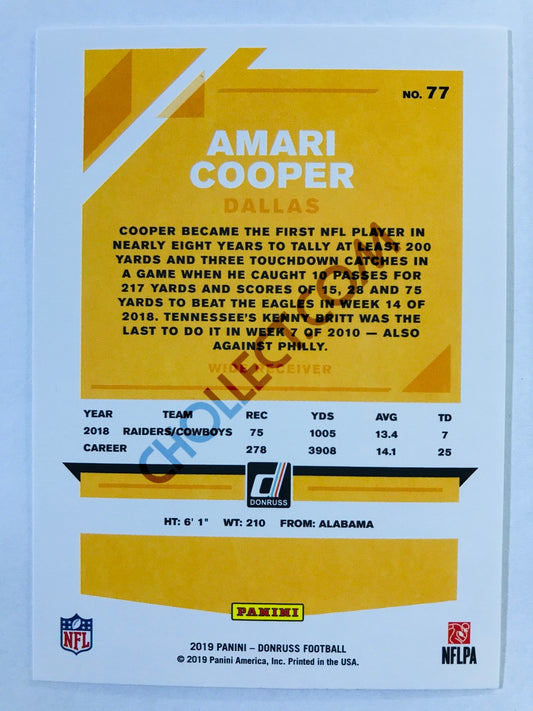 NO. 77
AMARI
COOPER
DALLAS
COOPER BECAME THE FIRST NFL PLAYER IN
NEARLY EIGHT YEARS TO TALLY AT LEAST 200
YARDS AND THREE TOUCHDOWN CATCHES IN
A GAME WHEN HE CAUGHT 10 PASSES FOR
217 YARDS AND SCORES OF 15, 28 AND 75
YARDS TO BEAT THE EAGLES IN WEEK 14 OF
2018. TENNESSEE'S KENNY BRITT WAS THE
LAST TO DO IT IN WEEK 7 OF 2010 — ALSO
AGAINST PHILLY.
WIDE RECEIVER
CHOLLECT.COM
YEAR TEAM REC YDS AVG TD
2018 RAIDERS/COWBOYS 75 1005 13.4 7
CAREER 278 3908 14.1 25
d
DONRUSS
HT: 6' 1" WT: 210 FROM: ALABAMA
PANINI
NFL
2019 PANINI – DONRUSS FOOTBALL
© 2019 Panini America, Inc. Printed in the USA.
NFLPA